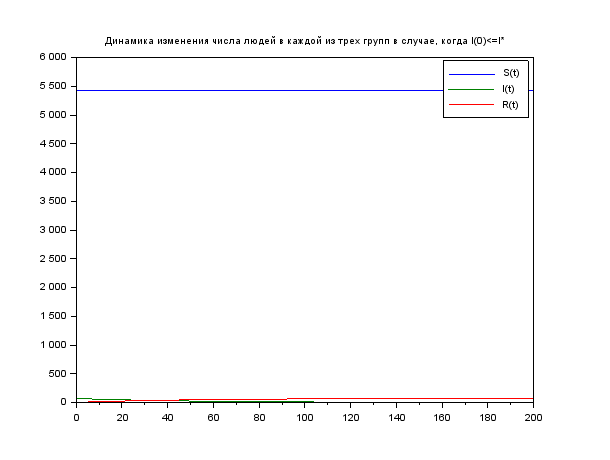 Динамика изменения числа людей в каждой из трех групп в случае, когда I(0)<=I*
6 000
5 500
5 000
4 500
4 000
3 500
3 000
2 500
2 000
1 500
1 000
500
0
S(t)
I(t)
R(t)
0 20 40 60 80 100 120 140 160 180 200